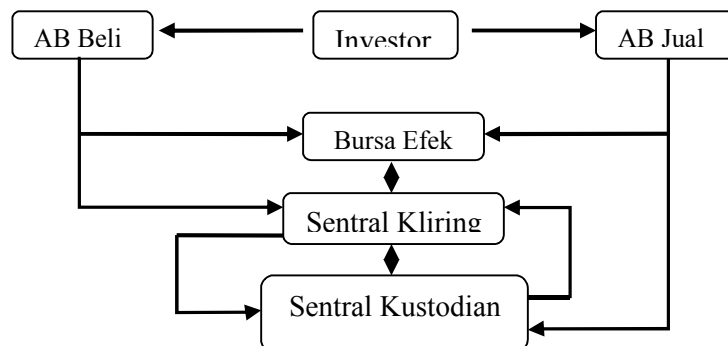 AB Beli
Investor
AB Jual
Bursa Efek
Sentral Kliring
Sentral Kustodian